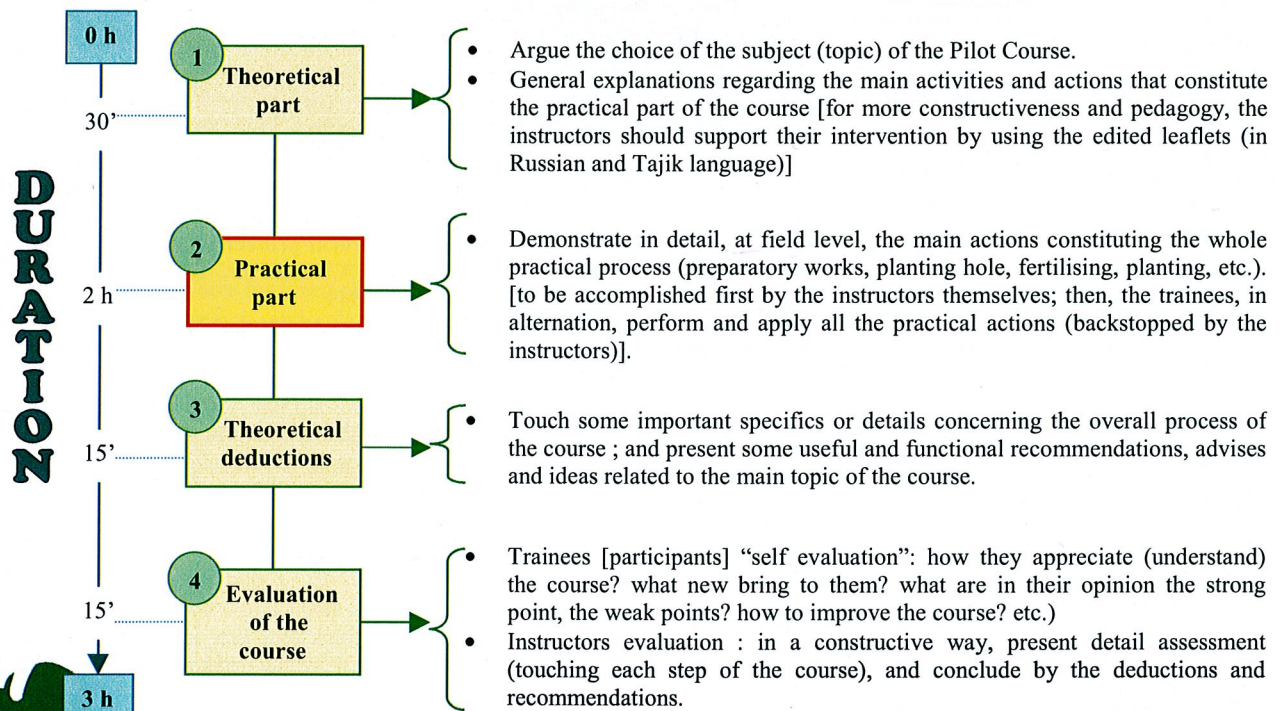 DURATION
0 h
30’
2 h
15’
15’
3 h
1
Theoretical
part
• Argue the choice of the subject (topic) of the Pilot Course.
• General explanations regarding the main activities and actions that constitute
the practical part of the course [for more constructiveness and pedagogy, the
instructors should support their intervention by using the edited leaflets (in
Russian and Tajik language)]
2
Practical
part
• Demonstrate in detail, at field level, the main actions constituting the whole
practical process (preparatory works, planting hole, fertilising, planting, etc.).
[to be accomplished first by the instructors themselves; then, the trainees, in
alternation, perform and apply all the practical actions (backstopped by the
instructors)].
3
Theoretical
deductions
• Touch some important specifics or details concerning the overall process of
the course ; and present some useful and functional recommendations, advises
and ideas related to the main topic of the course.
4
Evaluation
of the
course
• Trainees [participants] “self evaluation”: how they appreciate (understand)
the course? what new bring to them? what are in their opinion the strong
point, the weak points? how to improve the course? etc.)
• Instructors evaluation : in a constructive way, present detail assessment
(touching each step of the course), and conclude by the deductions and
recommendations.